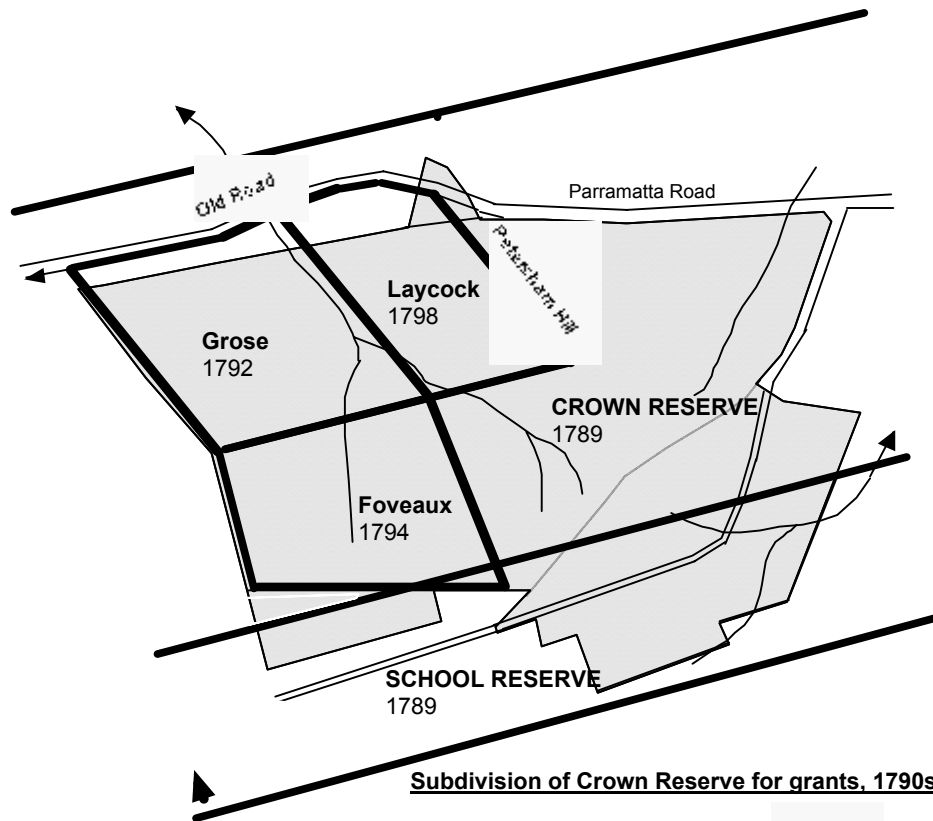 Old Road
Parramatta Road
Petersham Hill
Laycock
1798
Grose
1792
CROWN RESERVE
1789
Foveaux
1794
SCHOOL RESERVE
1789
Subdivision of Crown Reserve for grants, 1790s